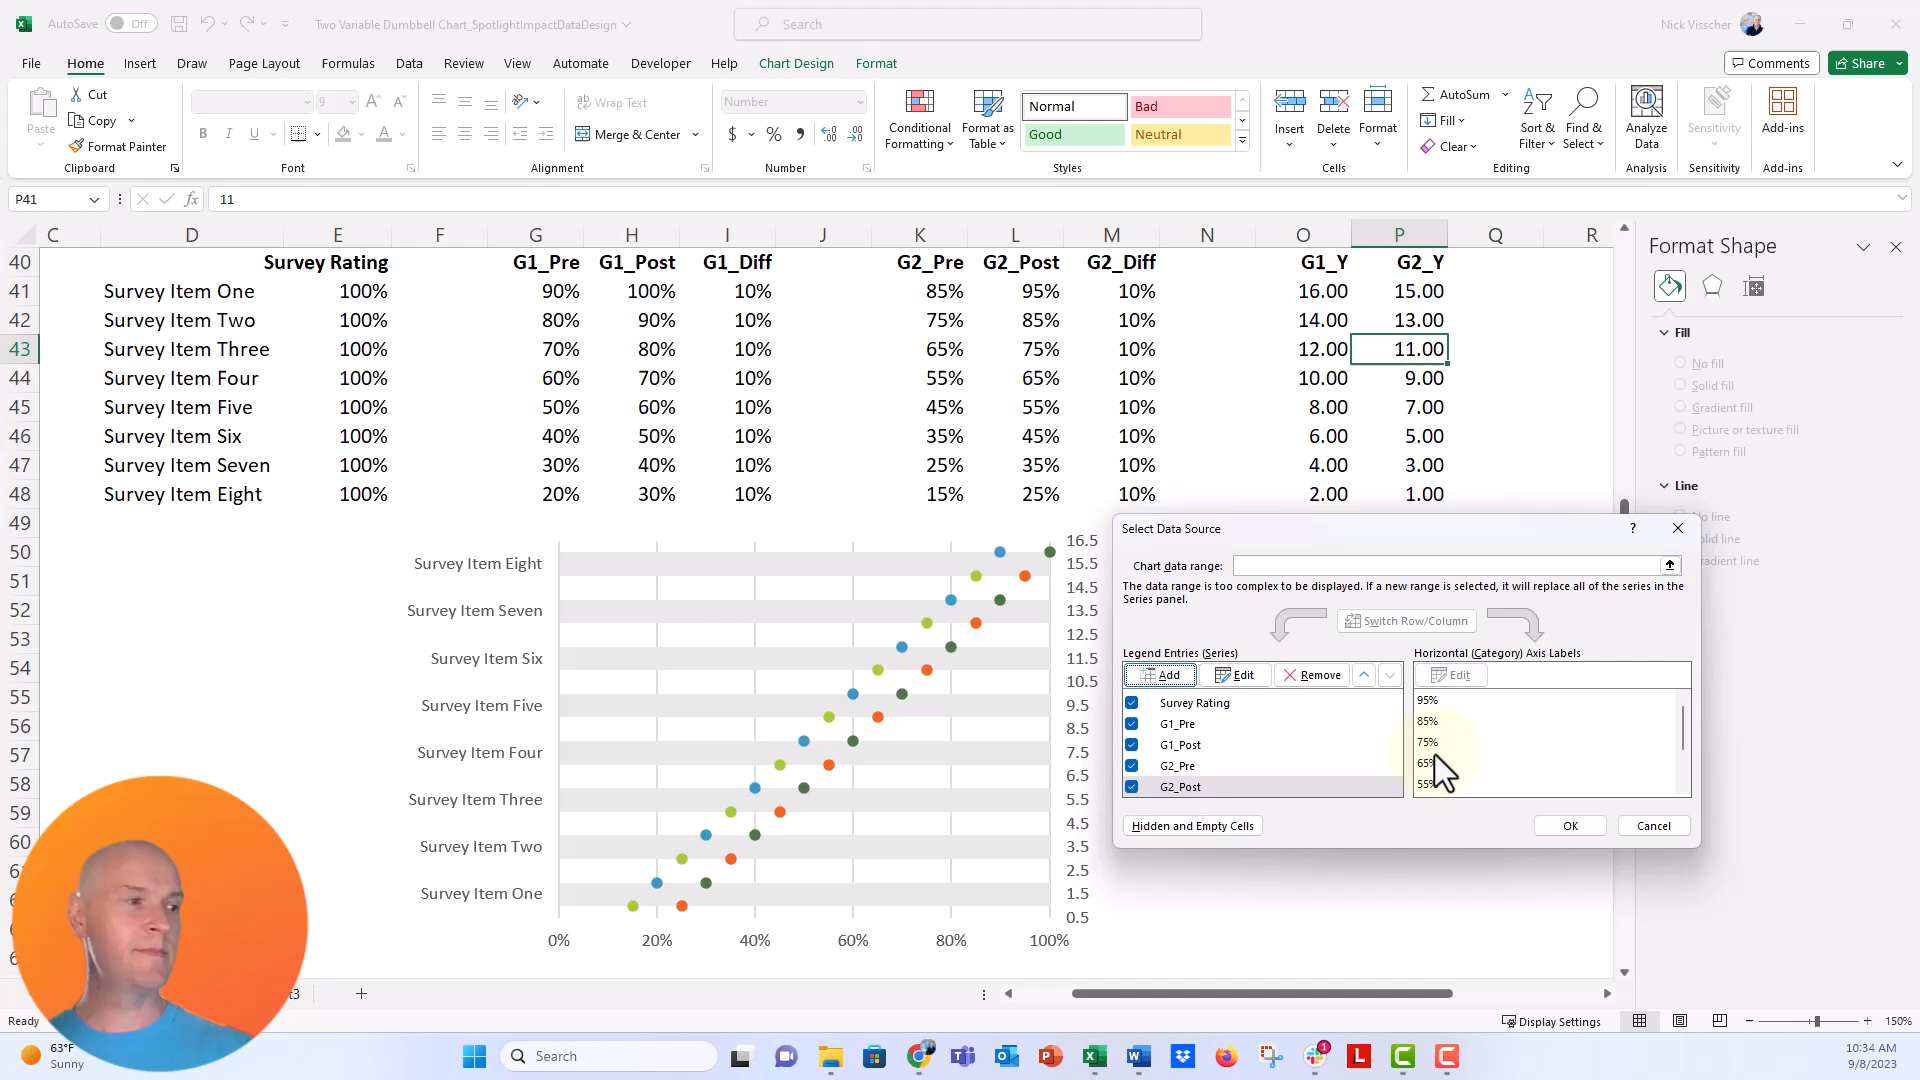 AutoSave Off Two Variable Dumbbell Chart_SpotlightImpactDataDesign Search Nick Visscher
File Home Insert Draw Page Layout Formulas Data Review View Automate Developer Help Chart Design Format Comments Share
Paste Cut Copy Format Painter Clipboard
9 B I U A Font
Wrap Text Merge & Center Alignment
Number $ % Number
Conditional Formatting Format as Table Normal Bad Good Neutral Styles
Insert Delete Format Cells
AutoSum Fill Clear Sort & Filter Find & Select Editing
Analyze Data Analysis Sensitivity Sensitivity Add-ins Add-ins
P41 fx 11
C D E F G H I J K L M N O P Q R
40 Survey Rating G1_Pre G1_Post G1_Diff G2_Pre G2_Post G2_Diff G1_Y G2_Y
41 Survey Item One 100% 90% 100% 10% 85% 95% 10% 16.00 15.00
42 Survey Item Two 100% 80% 90% 10% 75% 85% 10% 14.00 13.00
43 Survey Item Three 100% 70% 80% 10% 65% 75% 10% 12.00 11.00
44 Survey Item Four 100% 60% 70% 10% 55% 65% 10% 10.00 9.00
45 Survey Item Five 100% 50% 60% 10% 45% 55% 10% 8.00 7.00
46 Survey Item Six 100% 40% 50% 10% 35% 45% 10% 6.00 5.00
47 Survey Item Seven 100% 30% 40% 10% 25% 35% 10% 4.00 3.00
48 Survey Item Eight 100% 20% 30% 10% 15% 25% 10% 2.00 1.00
49
50
51
52
53
54
55
56
57
58
59
60
Survey Item Eight
Survey Item Seven
Survey Item Six
Survey Item Five
Survey Item Four
Survey Item Three
Survey Item Two
Survey Item One
16.5
15.5
14.5
13.5
12.5
11.5
10.5
9.5
8.5
7.5
6.5
5.5
4.5
3.5
2.5
1.5
0.5
0% 20% 40% 60% 80% 100%
Select Data Source ?
Chart data range:
The data range is too complex to be displayed. If a new range is selected, it will replace all of the series in the
Series panel.
Switch Row/Column
Legend Entries (Series)
Add Edit Remove
Survey Rating
G1_Pre
G1_Post
G2_Pre
G2_Post
Horizontal (Category) Axis Labels
Edit
95%
85%
75%
65%
55%
Hidden and Empty Cells OK Cancel
Format Shape
Fill
No fill
Solid fill
Gradient fill
Picture or texture fill
Pattern fill
Line
t3
Ready Display Settings 150%
63°F
Sunny
Search
1
10:34 AM
9/8/2023